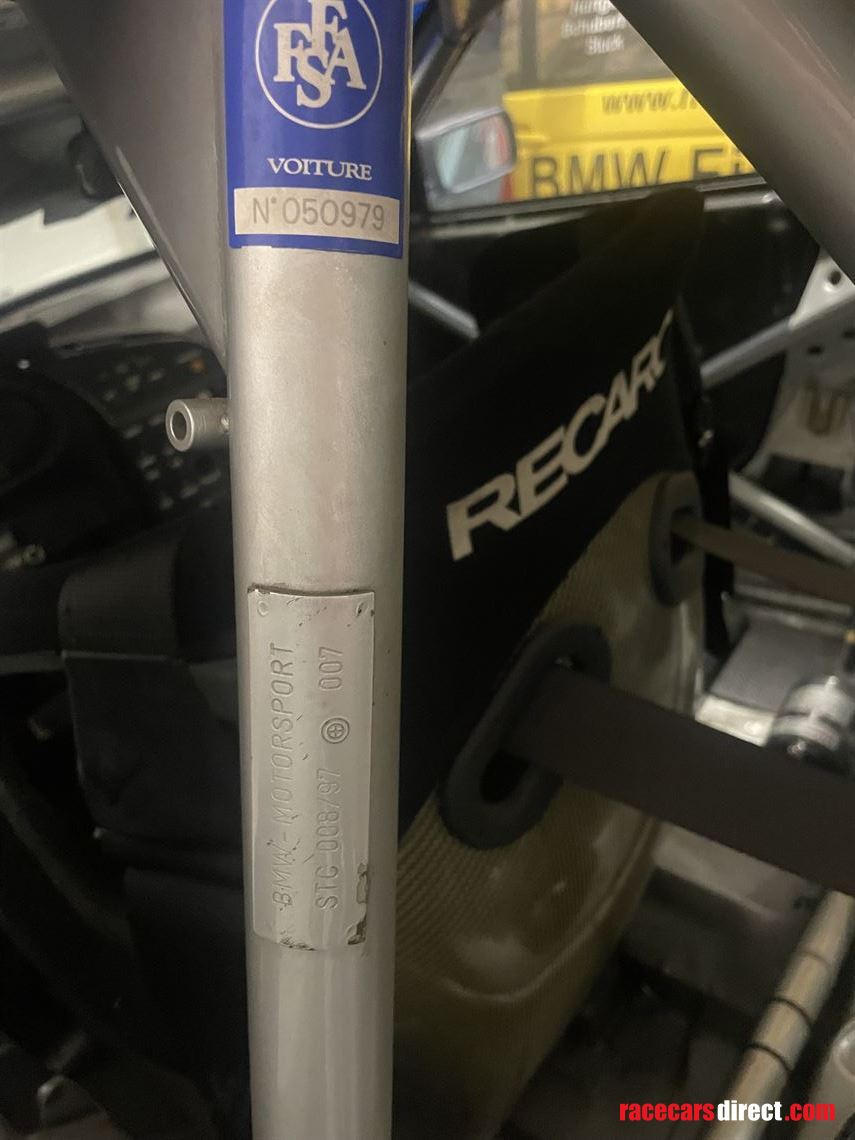 FFSA
VOITURE
N° 050979
BMW
RECARO
BMW-MOTORSPORT
STC 008/97 007
racecarsdirect.com